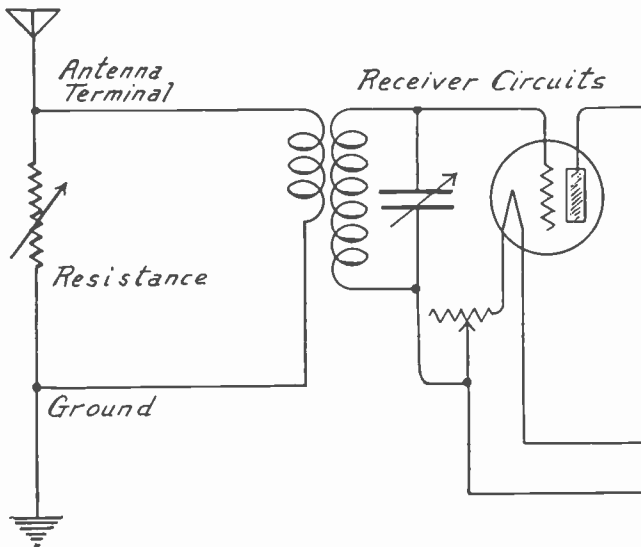 Antenna
Terminal
Receiver Circuits
Resistance
Ground